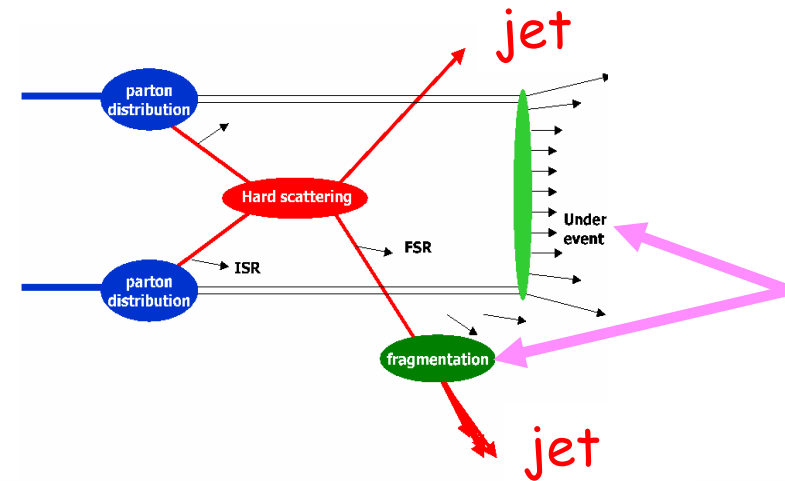 jet
parton
distribution
Hard scattering
Under
event
FSR
ISR
parton
distribution
fragmentation
jet